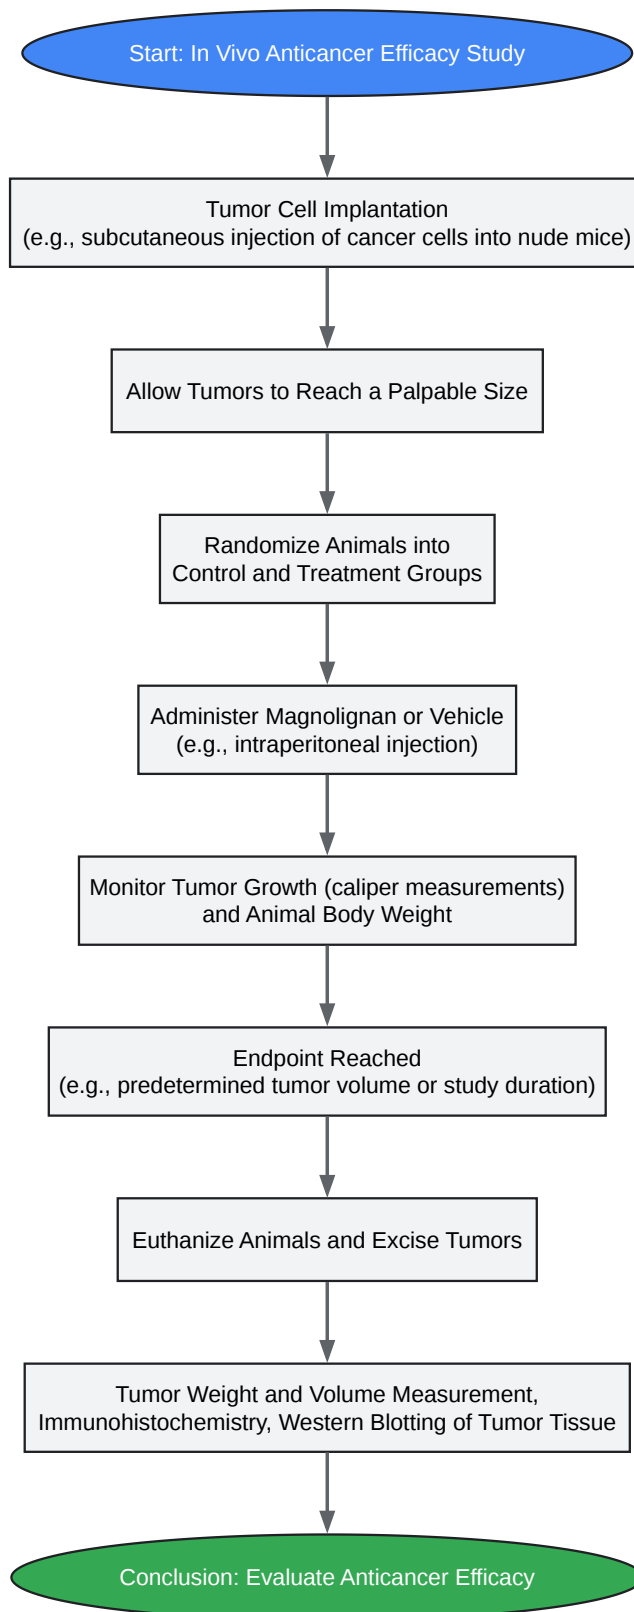 Start: In Vivo Anticancer Efficacy Study
Tumor Cell Implantation
(e.g., subcutaneous injection of cancer cells into nude mice)
Allow Tumors to Reach a Palpable Size
Randomize Animals into
Control and Treatment Groups
Administer Magnolignan or Vehicle
(e.g., intraperitoneal injection)
Monitor Tumor Growth (caliper measurements)
and Animal Body Weight
Endpoint Reached
(e.g., predetermined tumor volume or study duration)
Euthanize Animals and Excise Tumors
Tumor Weight and Volume Measurement,
Immunohistochemistry, Western Blotting of Tumor Tissue
Conclusion: Evaluate Anticancer Efficacy